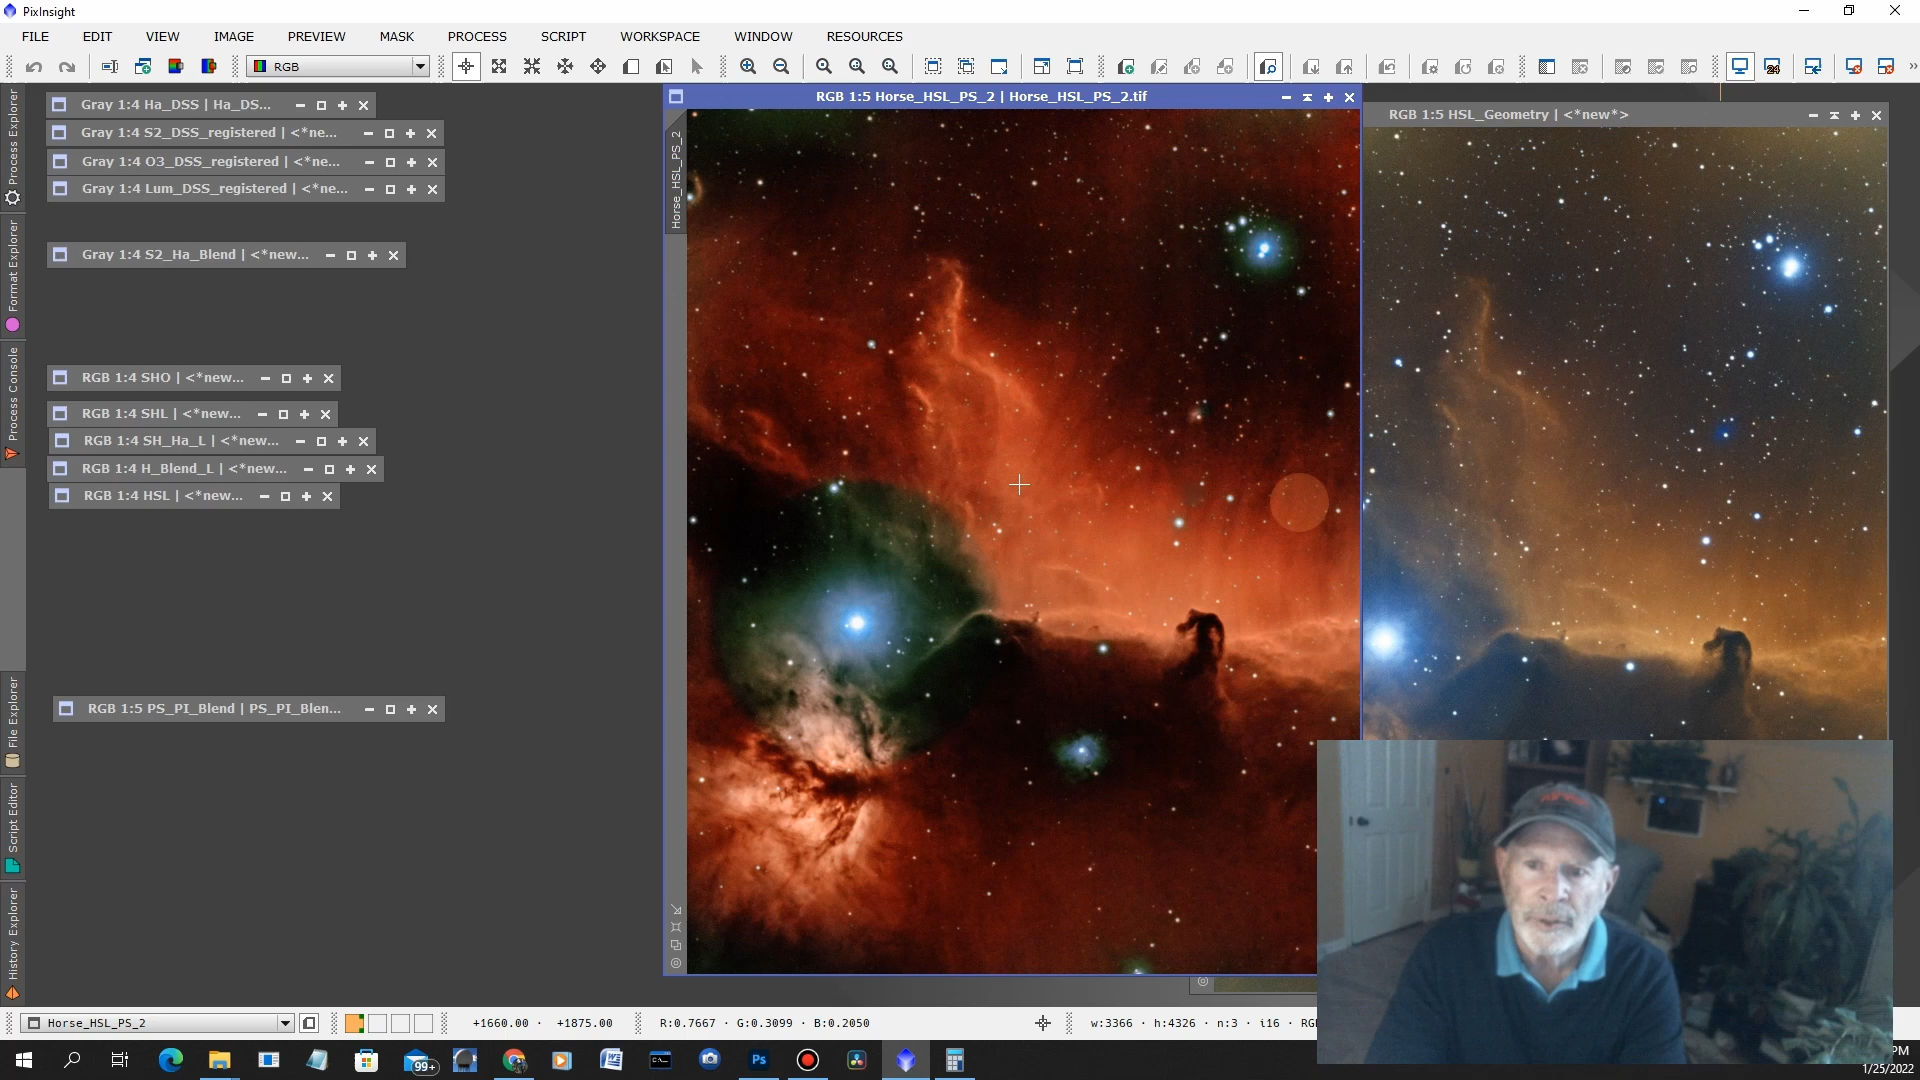 PixInsight
FILE EDIT VIEW IMAGE PREVIEW MASK PROCESS SCRIPT WORKSPACE WINDOW RESOURCES
RGB
24
Process Explorer
Format Explorer
Process Console
File Explorer
Script Editor
History Explorer
Gray 1:4 Ha_DSS | Ha_DS...
Gray 1:4 S2_DSS_registered | <*ne...
Gray 1:4 O3_DSS_registered | <*ne...
Gray 1:4 Lum_DSS_registered | <*ne...
Gray 1:4 S2_Ha_Blend | <*new...
RGB 1:4 SHO | <*new...
RGB 1:4 SHL | <*new...
RGB 1:4 SH_Ha_L | <*new...
RGB 1:4 H_Blend_L | <*new...
RGB 1:4 HSL | <*new...
RGB 1:5 PS_PI_Blend | PS_PI_Blen...
RGB 1:5 Horse_HSL_PS_2 | Horse_HSL_PS_2.tif
Horse_HSL_PS_2
RGB 1:5 HSL_Geometry | <*new*>
Horse_HSL_PS_2
+1660.00 · +1875.00
R:0.7667 · G:0.3099 · B:0.2050
w:3366 · h:4326 · n:3 · i16 · RG
99+
Ps
PM
1/25/2022